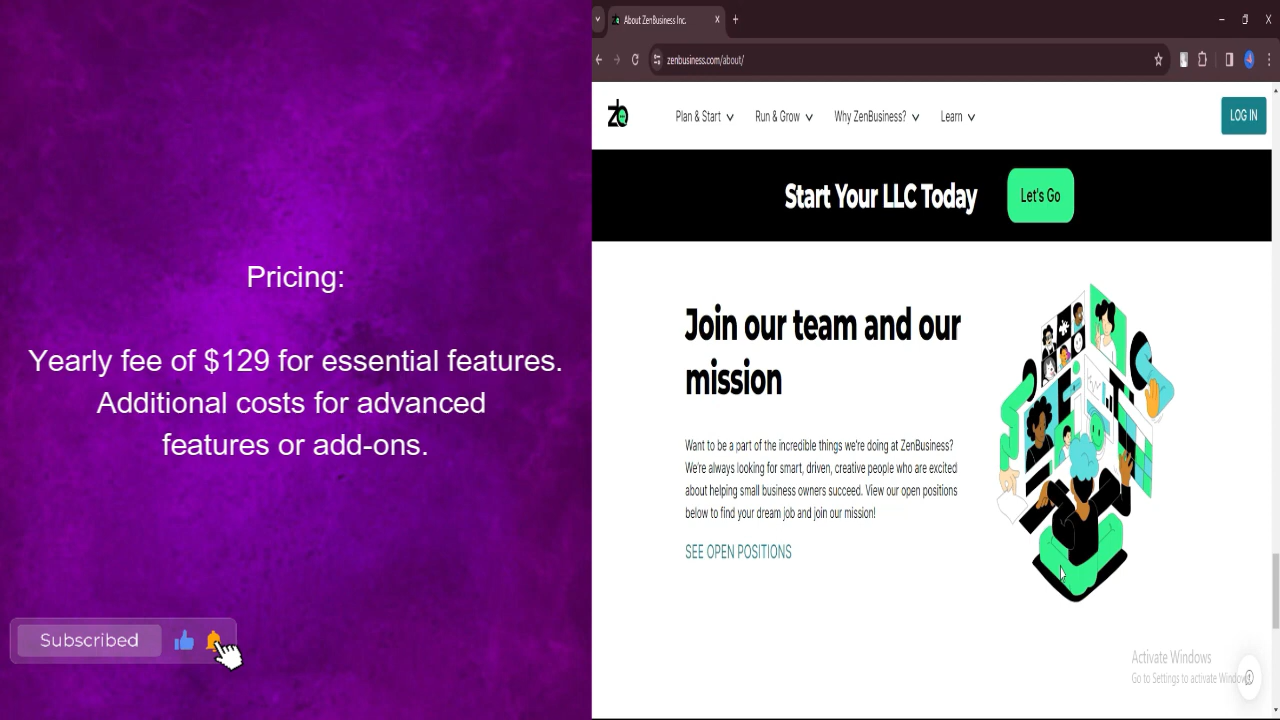 Pricing:
Yearly fee of $129 for essential features.
Additional costs for advanced
features or add-ons.
Subscribed
About ZenBusiness Inc.
zenbusiness.com/about/
Plan & Start
Run & Grow
Why ZenBusiness?
Learn
LOG IN
Start Your LLC Today
Let's Go
Join our team and our
mission
Want to be a part of the incredible things we're doing at ZenBusiness?
We're always looking for smart, driven, creative people who are excited
about helping small business owners succeed. View our open positions
below to find your dream job and join our mission!
SEE OPEN POSITIONS
Activate Windows
Go to Settings to activate Windows